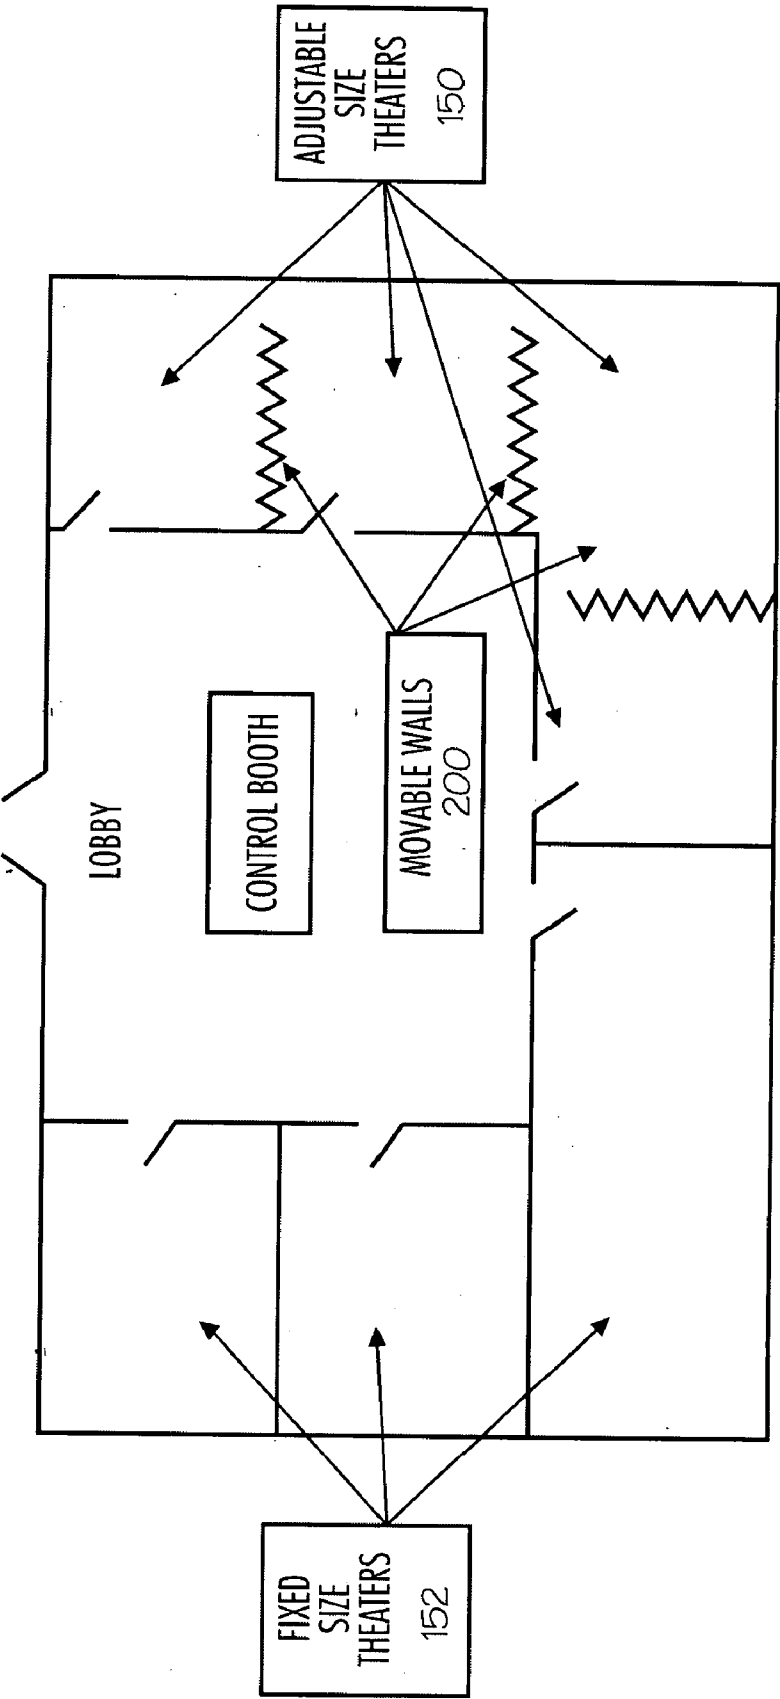 FIXED
SIZE
THEATERS
152
LOBBY
CONTROL BOOTH
MOVABLE WALLS
200
ADJUSTABLE
SIZE
THEATERS
150